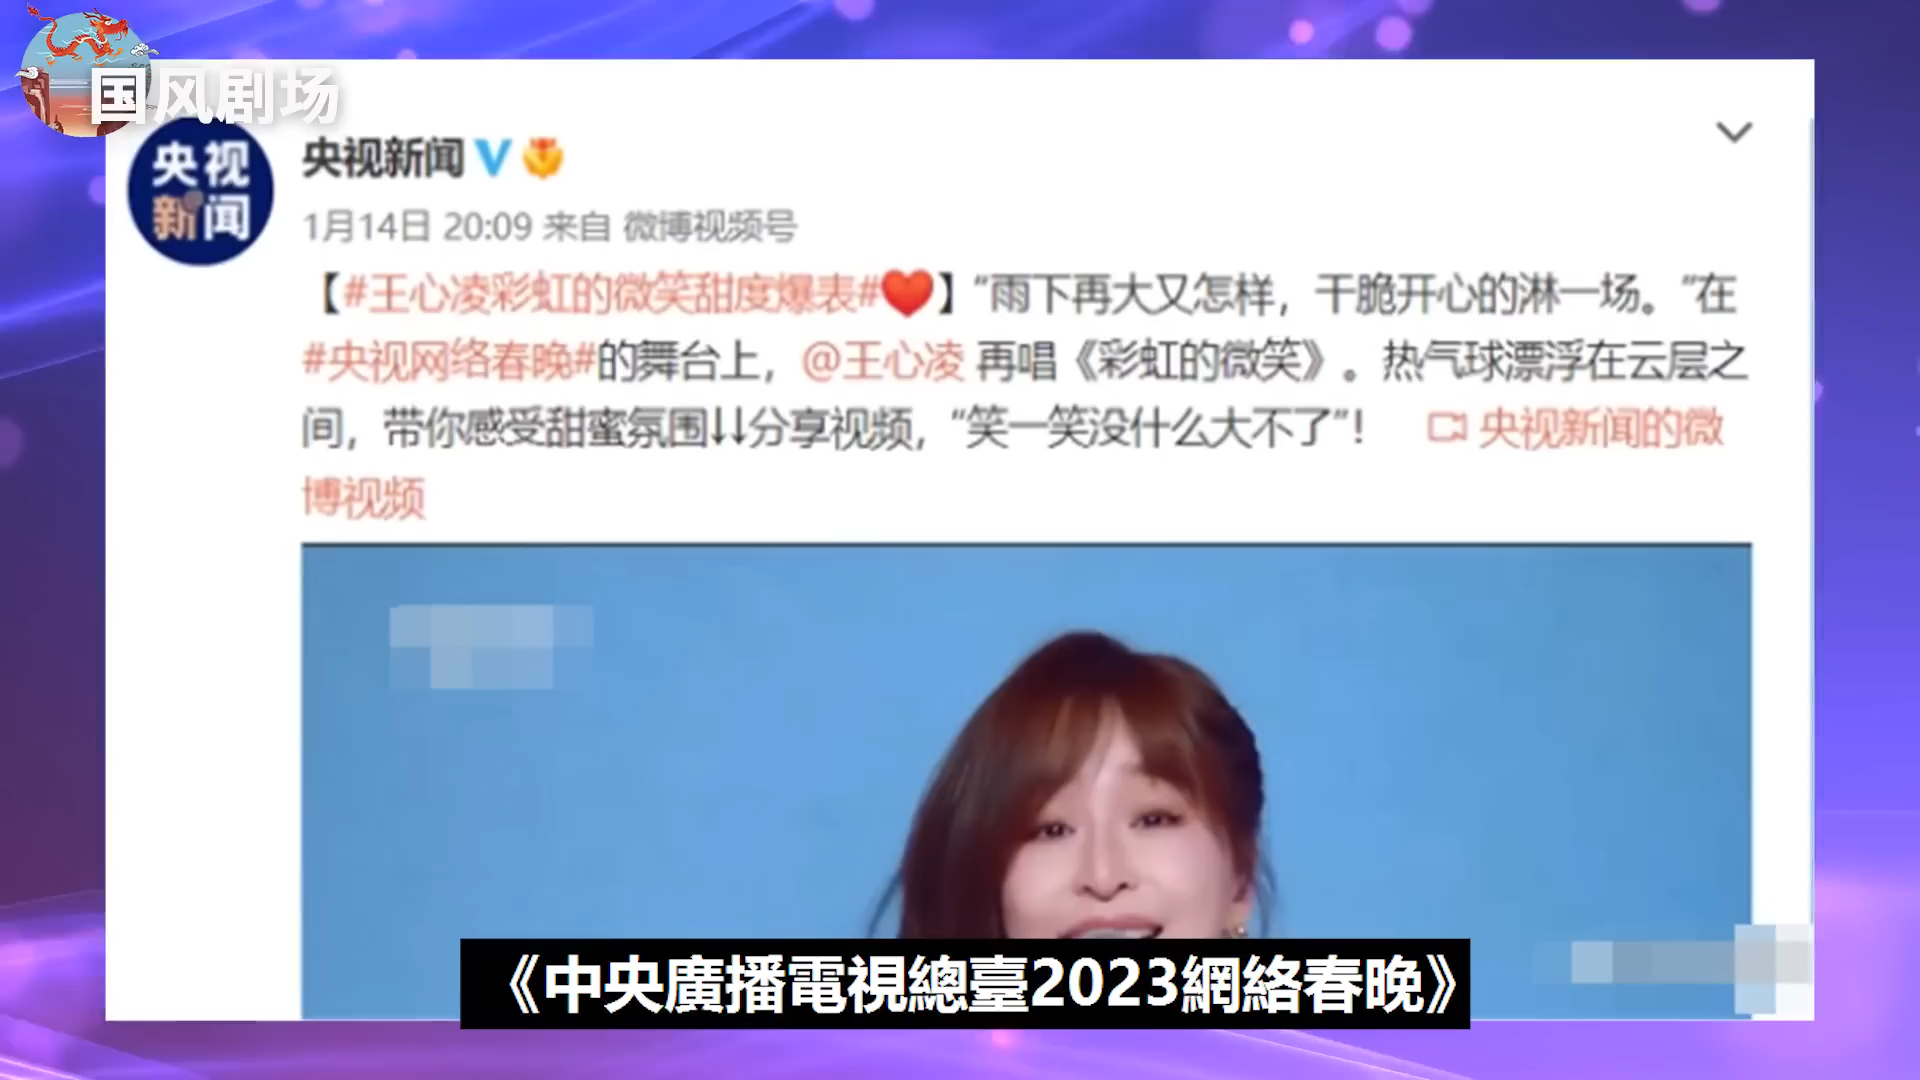 国风剧场
央视
新闻
央视新闻
1月14日 20:09 来自 微博视频号
【#王心凌彩虹的微笑甜度爆表#❤】“雨下再大又怎样，干脆开心的淋一场。”在
#央视网络春晚#的舞台上，@王心凌 再唱《彩虹的微笑》。热气球漂浮在云层之
间，带你感受甜蜜氛围↓↓分享视频，“笑一笑没什么大不了”！ 央视新闻的微
博视频
《中央廣播電視總臺2023網絡春晚》